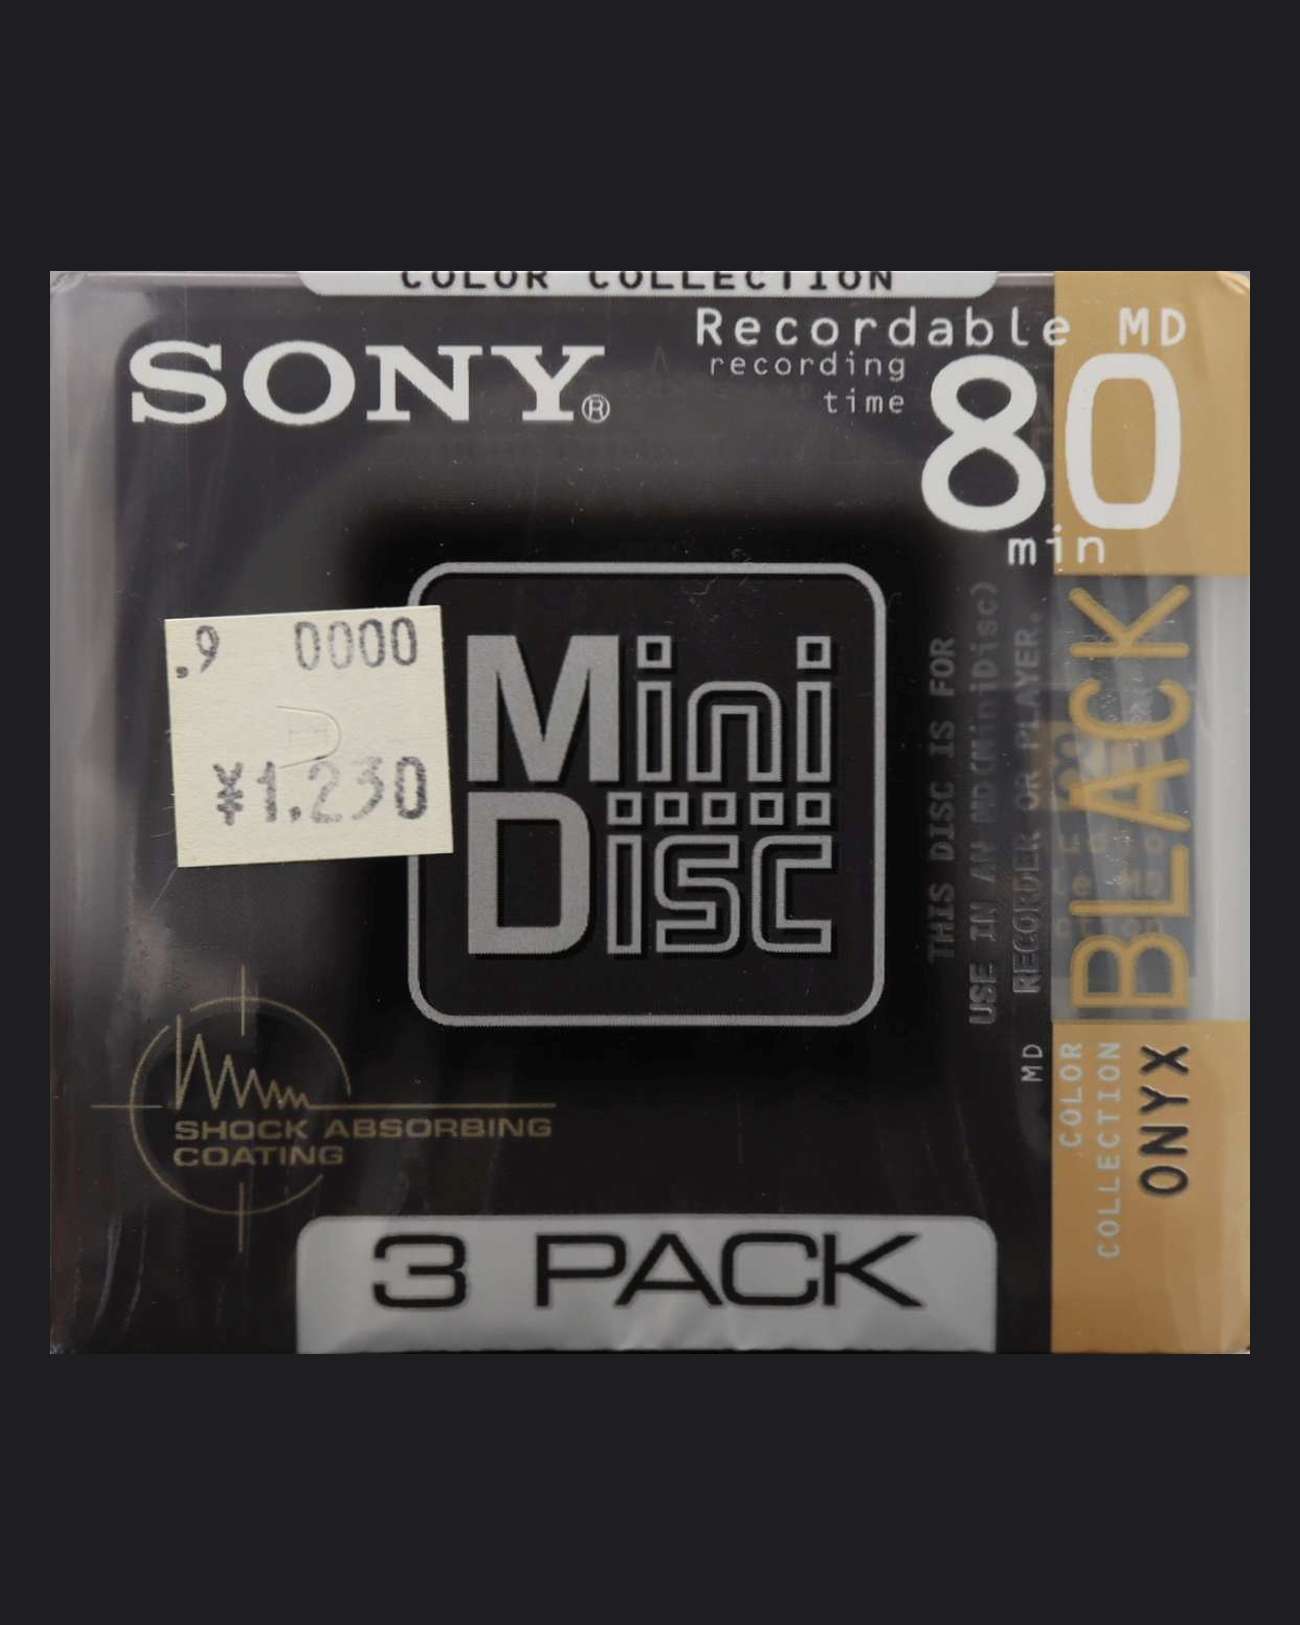 COLOR COLLECTION
SONY®
Recordable MD
recording
time
80
min
,9 0000
¥1.230
Mini
Disc
THIS DISC IS FOR
USE IN AN MD(MiniDisc)
RECORDER OR PLAYER.
BLACK
MD
COLOR
COLLECTION
ONYX
SHOCK ABSORBING
COATING
3 PACK